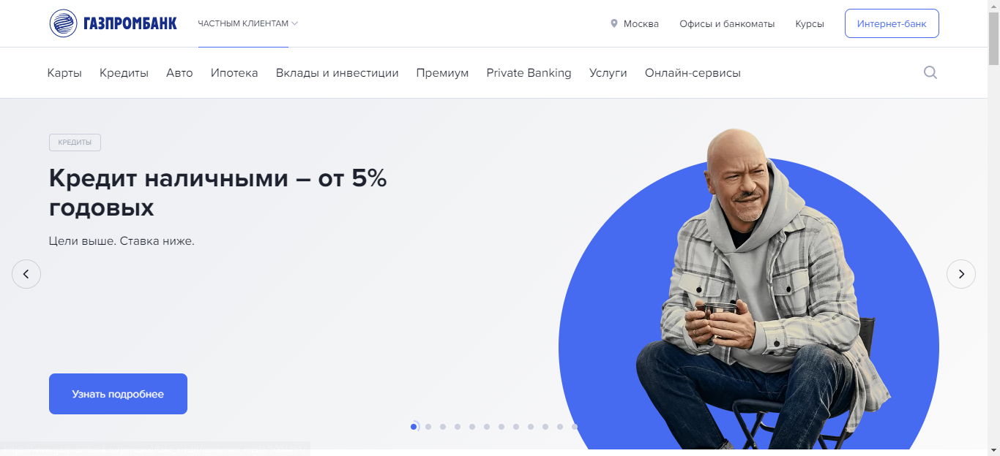 ГАЗПРОМБАНК
ЧАСТНЫМ КЛИЕНТАМ
Москва
Офисы и банкоматы
Курсы
Интернет-банк
Карты
Кредиты
Авто
Ипотека
Вклады и инвестиции
Премиум
Private Banking
Услуги
Онлайн-сервисы
КРЕДИТЫ
Кредит наличными – от 5%
годовых
Цели выше. Ставка ниже.
Узнать подробнее